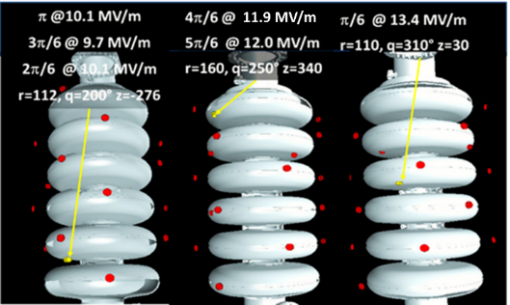 π @10.1 MV/m
3π/6 @ 9.7 MV/m
2π/6 @ 10.1 MV/m
r=112, q=200° z=-276
4π/6 @ 11.9 MV/m
5π/6 @ 12.0 MV/m
r=160, q=250° z=340
π/6 @ 13.4 MV/m
r=110, q=310° z=30